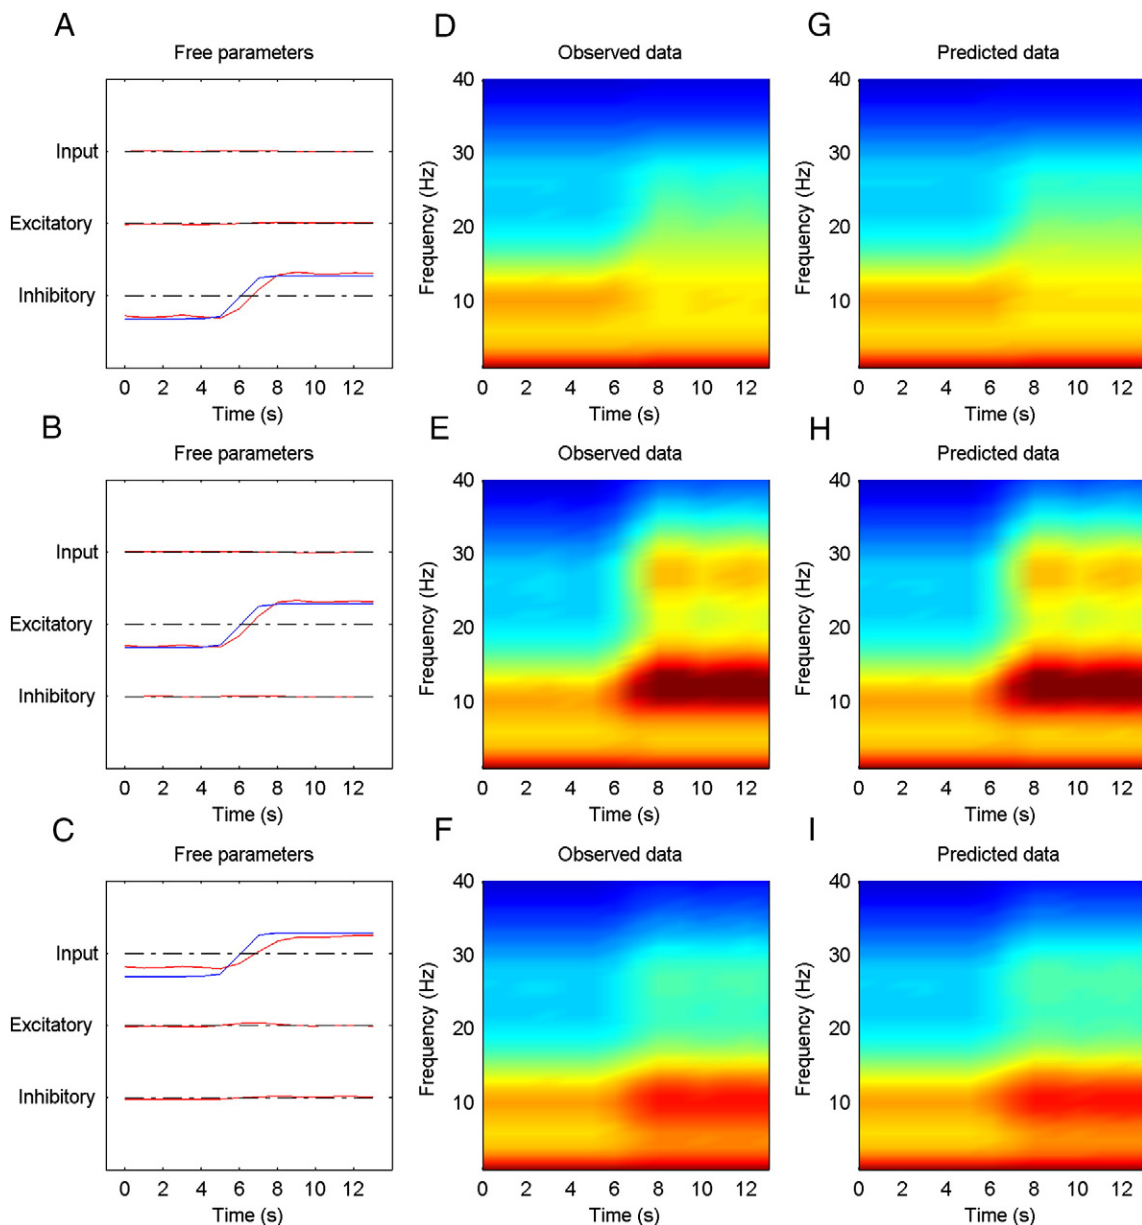 A
Free parameters
Input
Excitatory
Inhibitory
0 2 4 6 8 10 12
Time (s)
D
Observed data
40
30
20
10
Frequency (Hz)
0 2 4 6 8 10 12
Time (s)
G
Predicted data
40
30
20
10
Frequency (Hz)
0 2 4 6 8 10 12
Time (s)
B
Free parameters
Input
Excitatory
Inhibitory
0 2 4 6 8 10 12
Time (s)
E
Observed data
40
30
20
10
Frequency (Hz)
0 2 4 6 8 10 12
Time (s)
H
Predicted data
40
30
20
10
Frequency (Hz)
0 2 4 6 8 10 12
Time (s)
C
Free parameters
Input
Excitatory
Inhibitory
0 2 4 6 8 10 12
Time (s)
F
Observed data
40
30
20
10
Frequency (Hz)
0 2 4 6 8 10 12
Time (s)
I
Predicted data
40
30
20
10
Frequency (Hz)
0 2 4 6 8 10 12
Time (s)